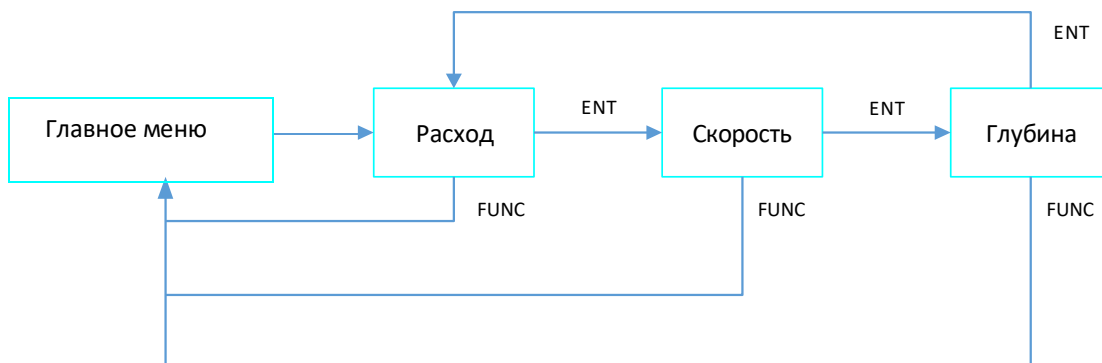 ENT
Главное меню
Расход
ENT
Скорость
ENT
Глубина
FUNC
FUNC
FUNC